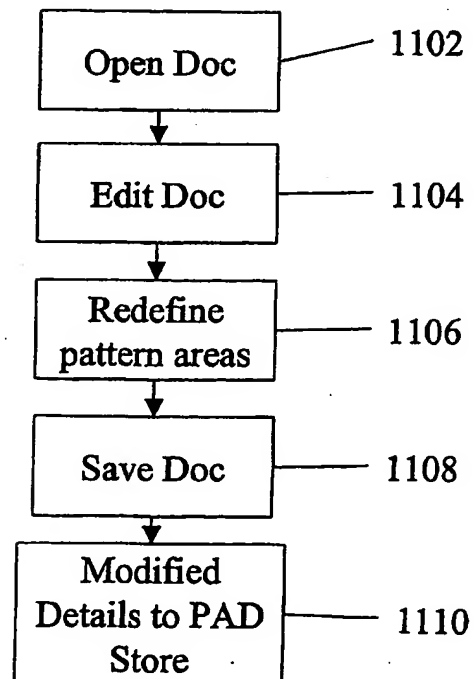 Open Doc
1102
Edit Doc
1104
Redefine
pattern areas
1106
Save Doc
1108
Modified
Details to PAD
Store
1110